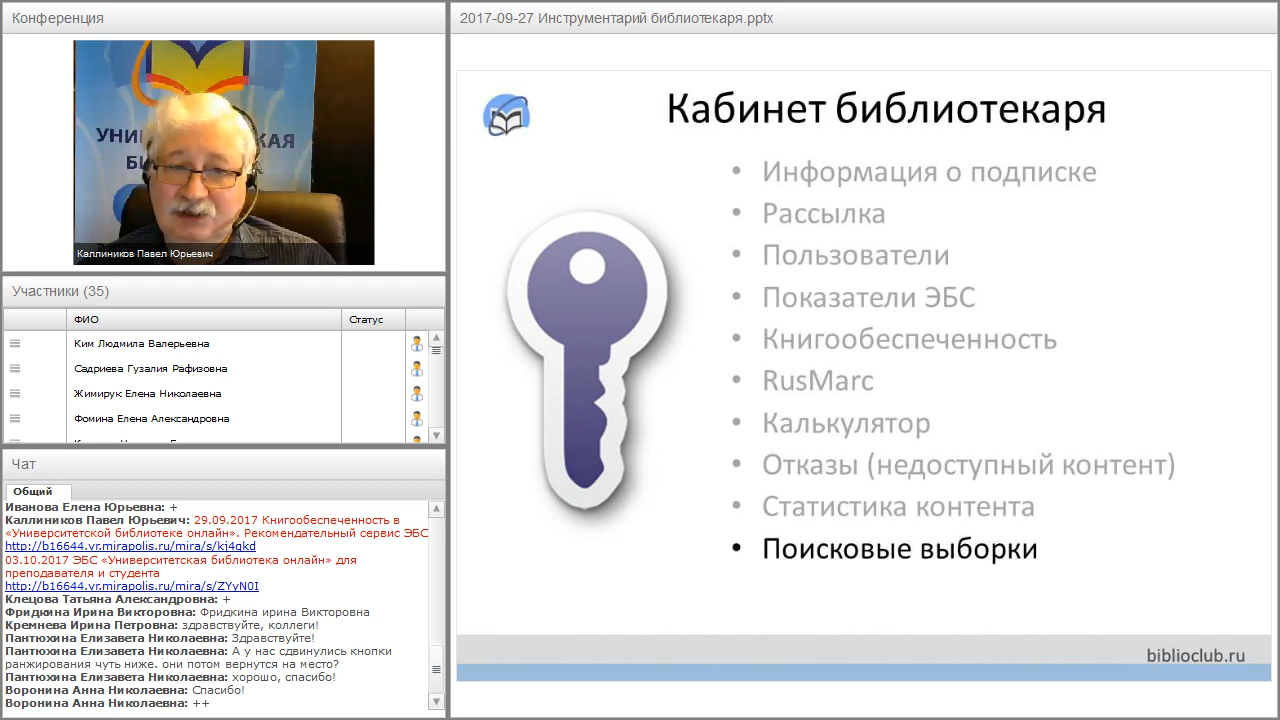 Конференция
УНИ
КАЯ
БИ
Каллиников Павел Юрьевич
Участники (35)
ФИО
Статус
Ким Людмила Валерьевна
Садриева Гузалия Рафизовна
Жимирук Елена Николаевна
Фомина Елена Александровна
Чат
Общий
Иванова Елена Юрьевна: +
Каллиников Павел Юрьевич: 29.09.2017 Книгообеспеченность в
«Университетской библиотеке онлайн». Рекомендательный сервис ЭБС
http://b16644.vr.mirapolis.ru/mira/s/kj4qkd
03.10.2017 ЭБС «Университетская библиотека онлайн» для
преподавателя и студента
http://b16644.vr.mirapolis.ru/mira/s/ZYyN0I
Клецова Татьяна Александровна: +
Фридкина Ирина Викторовна: Фридкина ирина Викторовна
Кремнева Ирина Петровна: здравствуйте, коллеги!
Пантюхина Елизавета Николаевна: Здравствуйте!
Пантюхина Елизавета Николаевна: А у нас сдвинулись кнопки
ранжирования чуть ниже. они потом вернутся на место?
Пантюхина Елизавета Николаевна: хорошо, спасибо!
Воронина Анна Николаевна: Спасибо!
Воронина Анна Николаевна: ++
2017-09-27 Инструментарий библиотекаря.pptx
Кабинет библиотекаря
• Информация о подписке
• Рассылка
• Пользователи
• Показатели ЭБС
• Книгообеспеченность
• RusMarc
• Калькулятор
• Отказы (недоступный контент)
• Статистика контента
• Поисковые выборки
biblioclub.ru